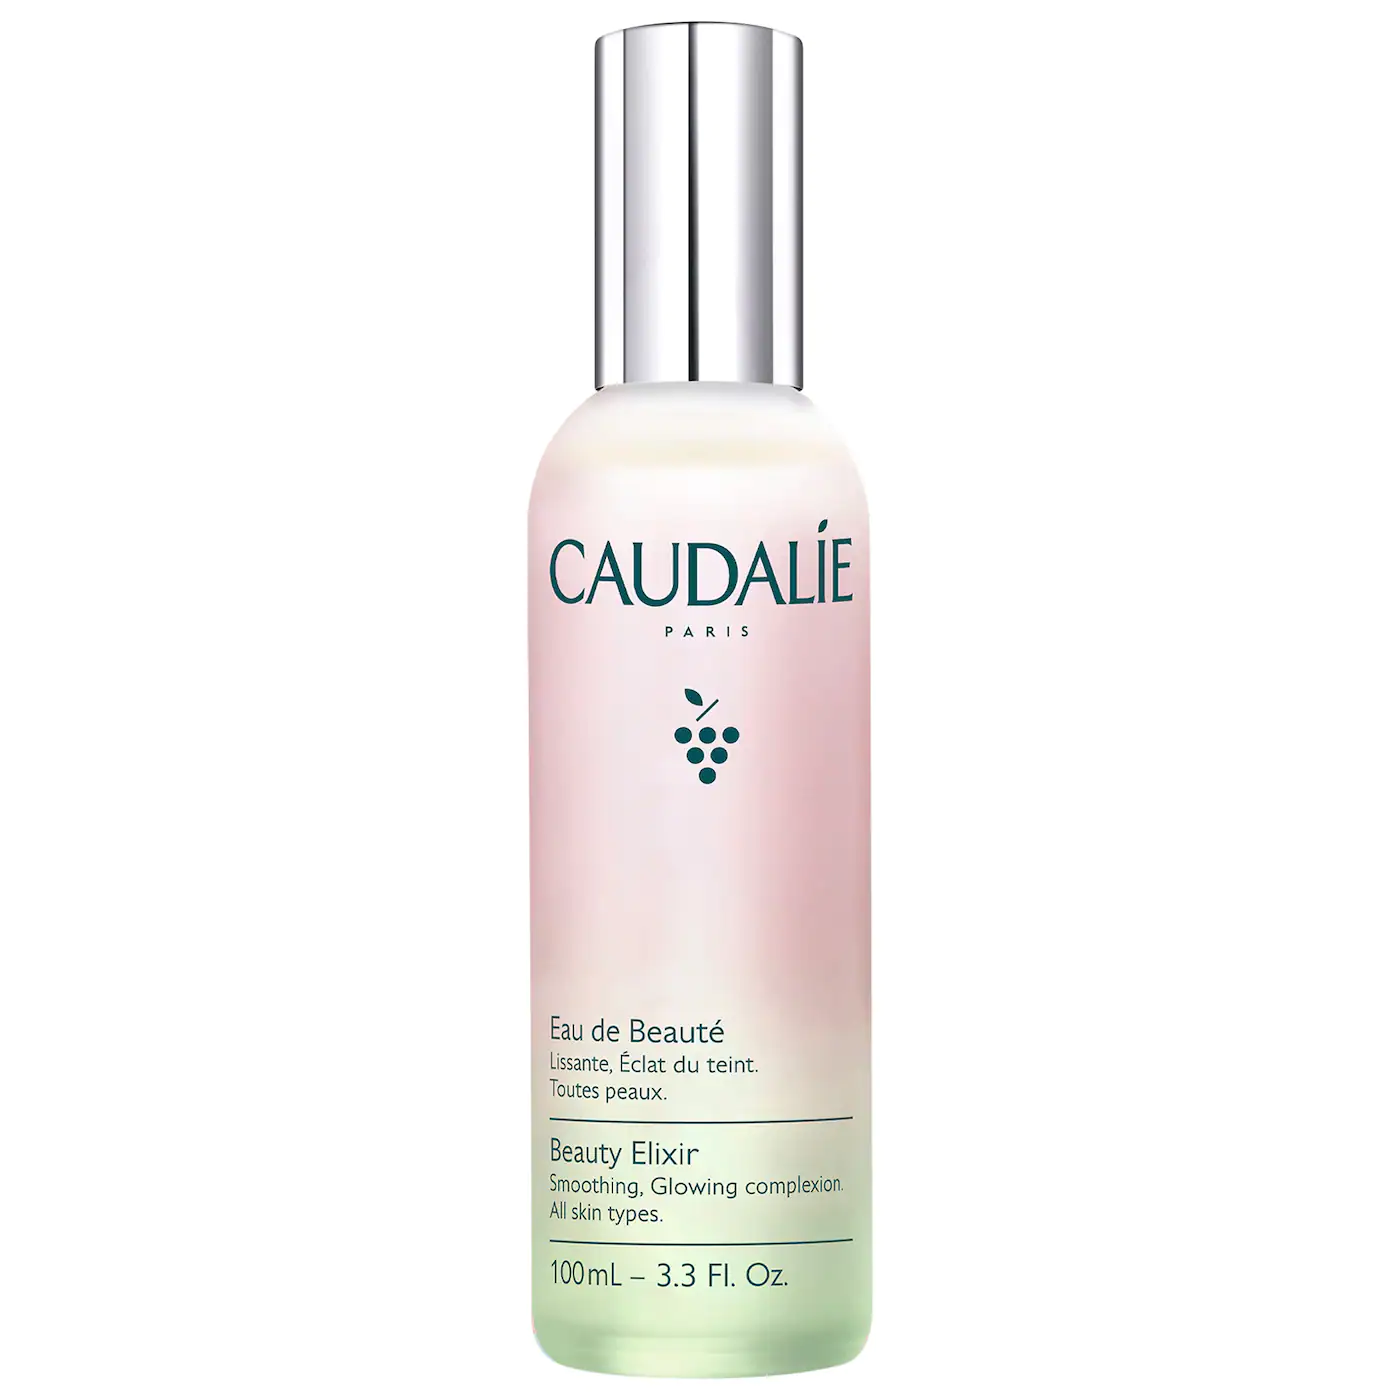 CAUDALÍE
PARIS
Eau de Beauté
Lissante, Éclat du teint.
Toutes peaux.
Beauty Elixir
Smoothing, Glowing complexion.
All skin types.
100mL – 3.3 Fl. Oz.